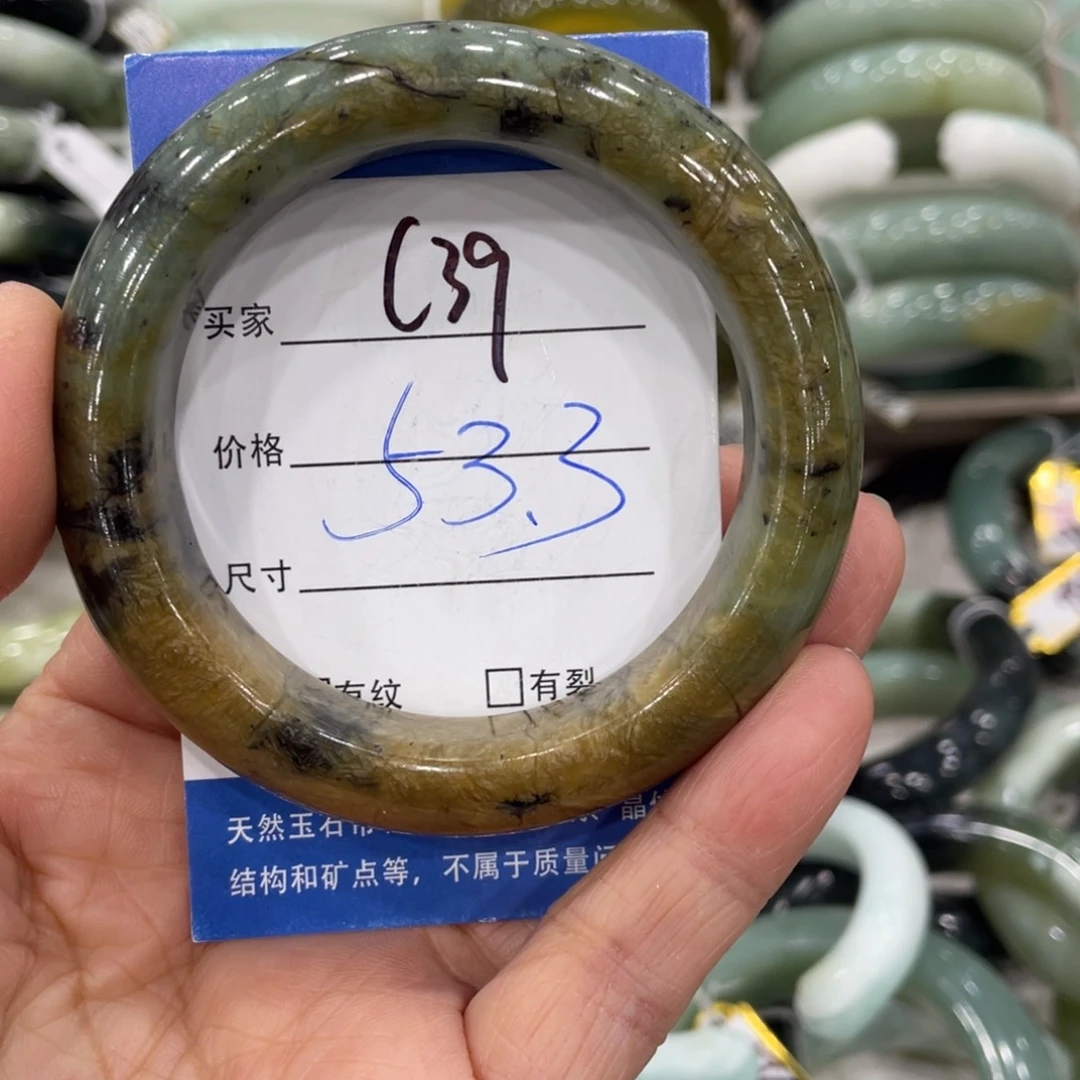 C39
买家
价格
53.3
尺寸
有纹 □有裂
天然玉石
结构和矿点等，不属于质量